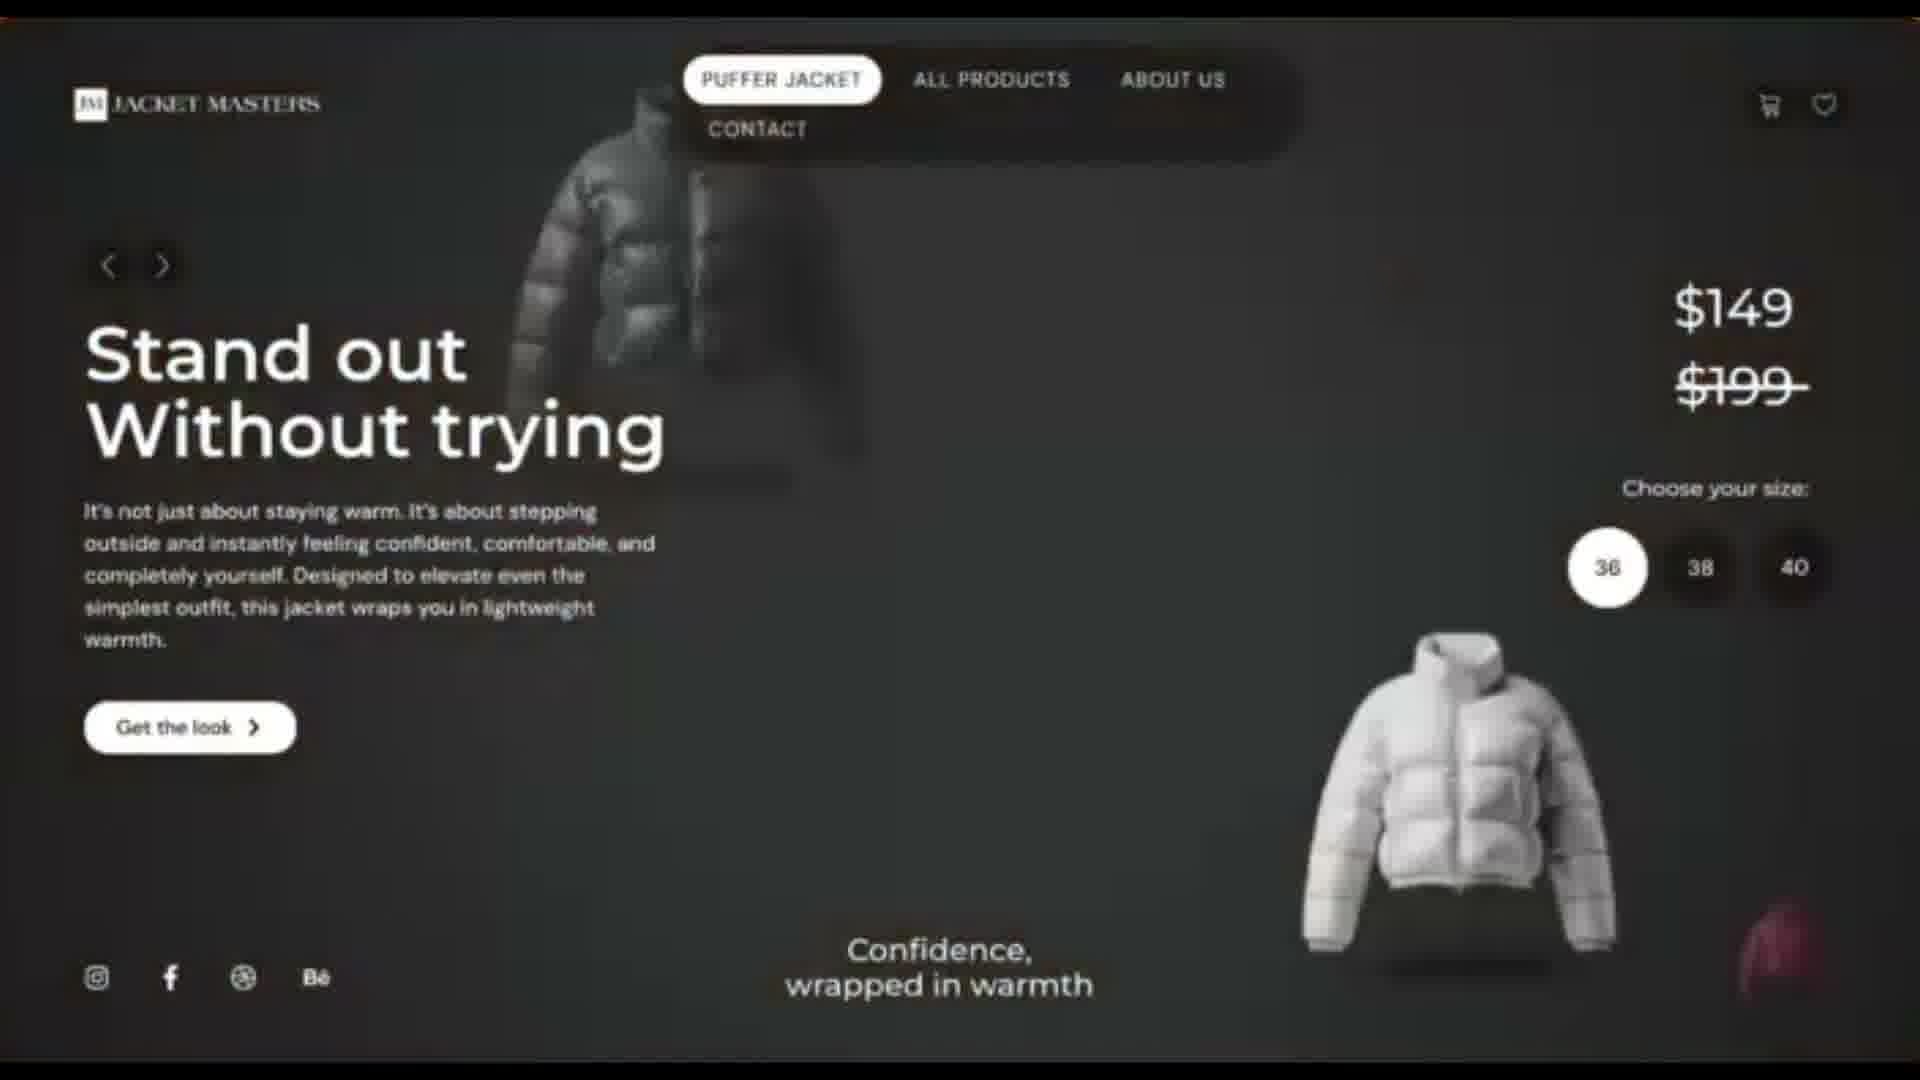 JM JACKET MASTERS
PUFFER JACKET ALL PRODUCTS ABOUT US
CONTACT
Stand out
Without trying
It's not just about staying warm. It's about stepping
outside and instantly feeling confident, comfortable, and
completely yourself. Designed to elevate even the
simplest outfit, this jacket wraps you in lightweight
warmth.
Get the look
$149
$199
Choose your size:
36 38 40
Confidence,
wrapped in warmth
Bē